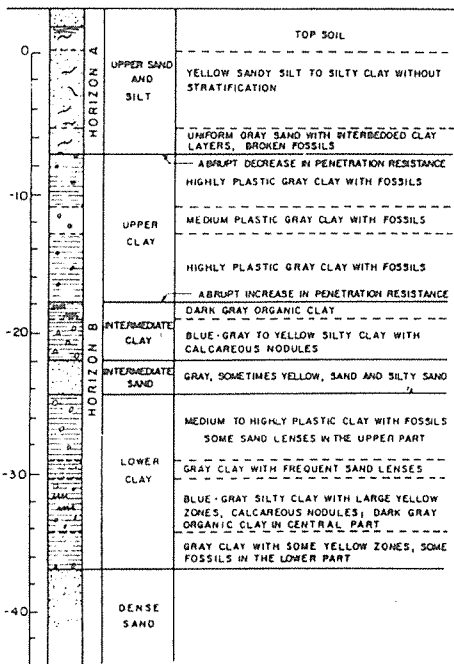 TOP SOIL
0
HORIZON A
UPPER SAND
AND
SILT
YELLOW SANDY SILT TO SILTY CLAY WITHOUT
STRATIFICATION
UNIFORM GRAY SAND WITH INTERBEDDED CLAY
LAYERS, BROKEN FOSSILS
ABRUPT DECREASE IN PENETRATION RESISTANCE
-10
HORIZON B
UPPER
CLAY
HIGHLY PLASTIC GRAY CLAY WITH FOSSILS
MEDIUM PLASTIC GRAY CLAY WITH FOSSILS
HIGHLY PLASTIC GRAY CLAY WITH FOSSILS
ABRUPT INCREASE IN PENETRATION RESISTANCE
-20
INTERMEDIATE
CLAY
DARK GRAY ORGANIC CLAY
BLUE-GRAY TO YELLOW SILTY CLAY WITH
CALCAREOUS NODULES
INTERMEDIATE
SAND
GRAY, SOMETIMES YELLOW, SAND AND SILTY SAND
LOWER
CLAY
MEDIUM TO HIGHLY PLASTIC CLAY WITH FOSSILS
SOME SAND LENSES IN THE UPPER PART
-30
GRAY CLAY WITH FREQUENT SAND LENSES
BLUE-GRAY SILTY CLAY WITH LARGE YELLOW
ZONES, CALCAREOUS NODULES; DARK GRAY
ORGANIC CLAY IN CENTRAL PART
GRAY CLAY WITH SOME YELLOW ZONES, SOME
FOSSILS IN THE LOWER PART
-40
DENSE
SAND